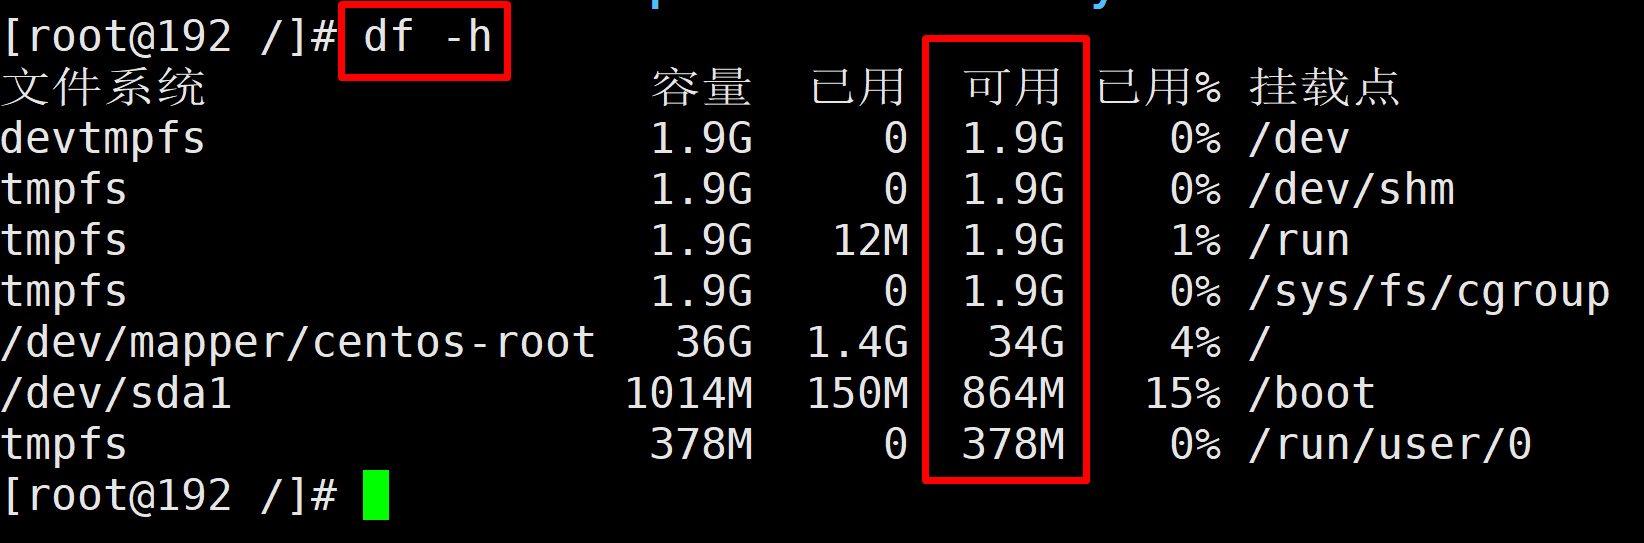 [root@192 /]# df -h
文件系统 容量 已用 可用 已用% 挂载点
devtmpfs 1.9G 0 1.9G 0% /dev
tmpfs 1.9G 0 1.9G 0% /dev/shm
tmpfs 1.9G 12M 1.9G 1% /run
tmpfs 1.9G 0 1.9G 0% /sys/fs/cgroup
/dev/mapper/centos-root 36G 1.4G 34G 4% /
/dev/sda1 1014M 150M 864M 15% /boot
tmpfs 378M 0 378M 0% /run/user/0
[root@192 /]#